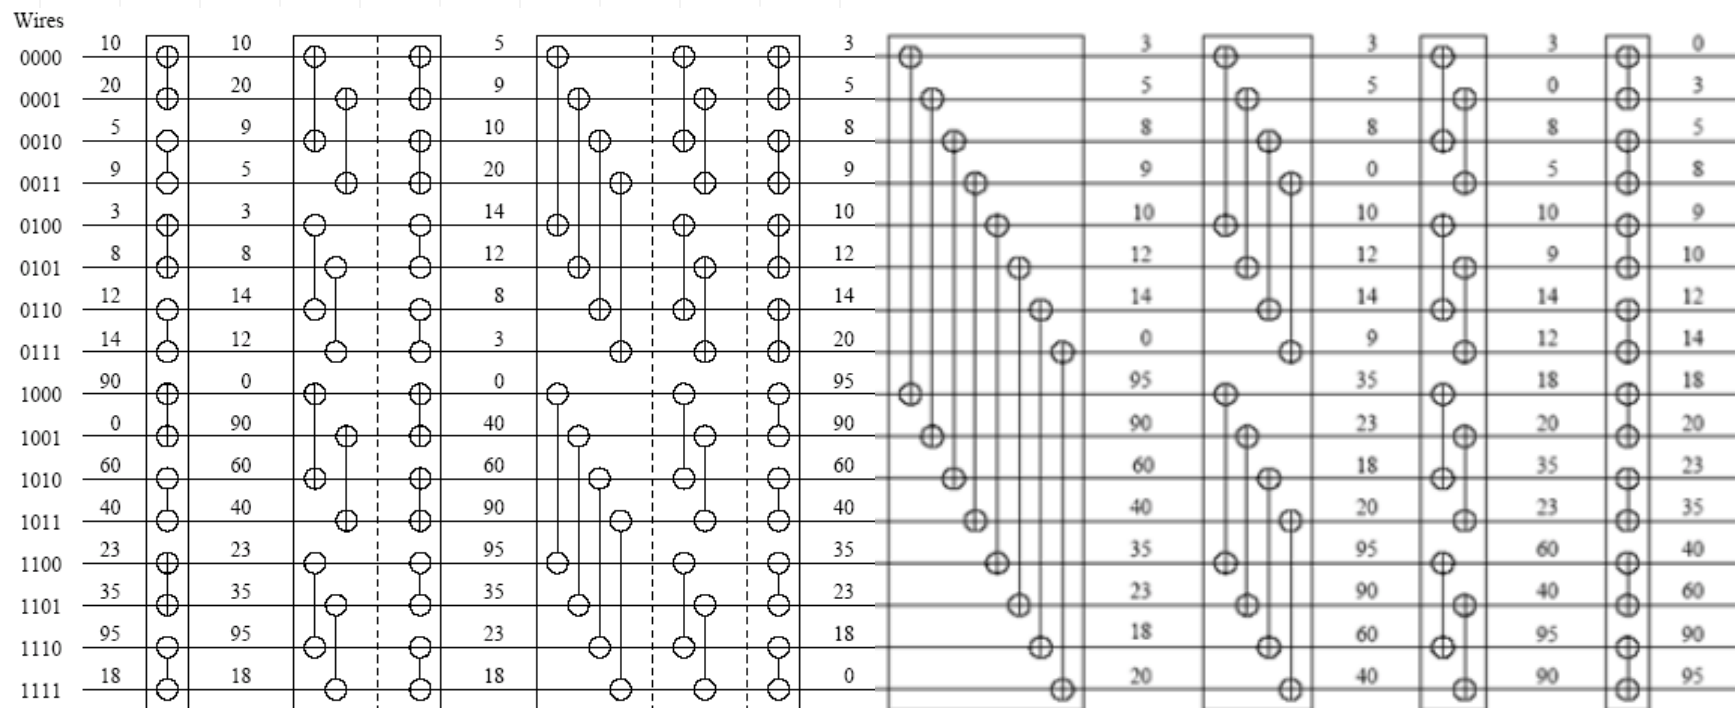 Wires
0000 10 10 5 3 3 3 3 0
0001 20 20 9 5 5 5 0 3
0010 5 9 10 8 8 8 8 5
0011 9 5 20 9 9 0 5 8
0100 3 3 14 10 10 10 10 9
0101 8 8 12 12 12 12 9 10
0110 12 14 8 14 14 14 14 12
0111 14 12 3 20 0 9 12 14
1000 90 0 0 95 95 35 18 18
1001 0 90 40 90 90 23 20 20
1010 60 60 60 60 60 18 35 23
1011 40 40 90 40 40 20 23 35
1100 23 23 95 35 35 95 60 40
1101 35 35 35 23 23 90 40 60
1110 95 95 23 18 18 60 95 90
1111 18 18 18 0 20 40 90 95